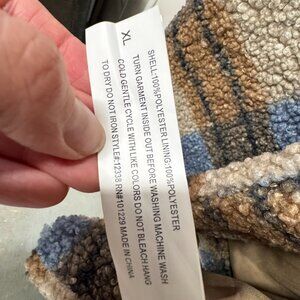 XL
SHELL:100%POLYESTER,LINING:100%POLYESTER
TURN GARMENT INSIDE OUT BEFORE WASHING MACHINE WASH
COLD GENTLE CYCLE WITH LIKE COLORS DO NOT BLEACH HANG
TO DRY DO NOT IRON STYLE#:12338 RN#101229 MADE IN CHINA